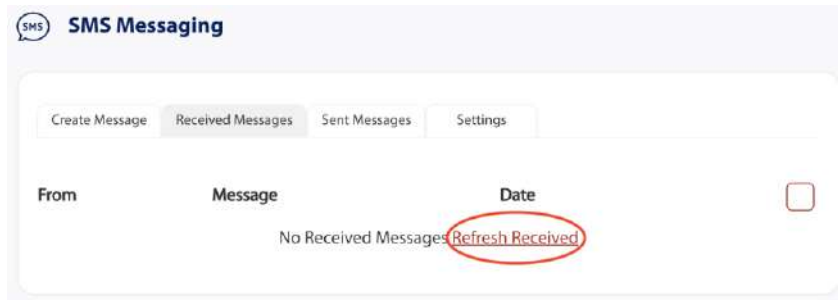 SMS
SMS Messaging
Create Message Received Messages Sent Messages Settings
From Message Date
No Received Messages Refresh Received